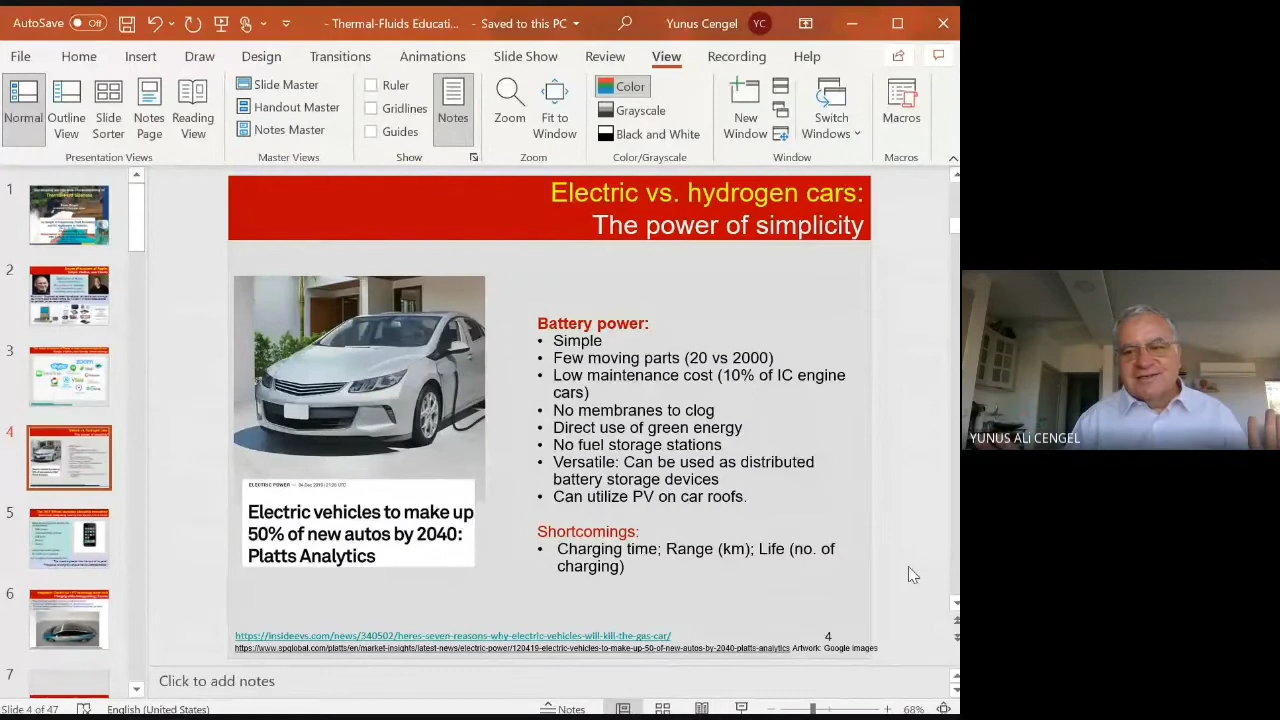 AutoSave Off - Thermal-Fluids Educati... - Saved to this PC Yunus Cengel YC
File Home Insert Draw Design Transitions Animations Slide Show Review View Recording Help
Normal Outline View Slide Sorter Notes Page Reading View
Slide Master
Handout Master
Notes Master
Ruler
Gridlines
Guides
Notes
Zoom Fit to Window
Color
Grayscale
Black and White
New Window
Switch Windows
Macros
Presentation Views Master Views Show Zoom Color/Grayscale Window Macros
1
2
3
4
5
6
7
Electric vs. hydrogen cars:
The power of simplicity
ELECTRIC POWER
Electric vehicles to make up
50% of new autos by 2040:
Platts Analytics
Battery power:
• Simple
• Few moving parts (20 vs 2000)
• Low maintenance cost (10% of IC engine
cars)
• No membranes to clog
• Direct use of green energy
• No fuel storage stations
• Versatile: Can be used as distributed
battery storage devices
• Can utilize PV on car roofs.
Shortcomings:
• Charging time; Range (km); Life (no. of
charging)
https://insideevs.com/news/340502/heres-seven-reasons-why-electric-vehicles-will-kill-the-gas-car/
4
https://www.spglobal.com/platts/en/market-insights/latest-news/electric-power/120419-electric-vehicles-to-make-up-50-of-new-autos-by-2040-platts-analytics Artwork: Google images
Click to add notes
Slide 4 of 47 English (United States) Notes 68%
YUNUS ALi CENGEL